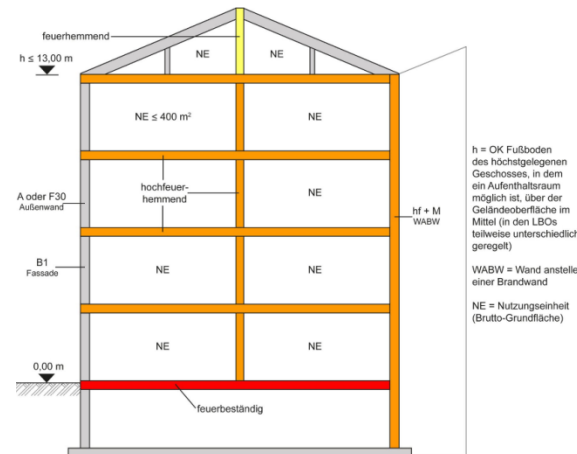 feuerhemmend
h ≤ 13,00 m
NE
NE
NE ≤ 400 m²
NE
hochfeuer-
hemmend
NE
A oder F30
Außenwand
hf + M
WABW
B1
Fassade
NE
NE
NE
NE
0,00 m
feuerbeständig
h = OK Fußboden
des höchstgelegenen
Geschosses, in dem
ein Aufenthaltsraum
möglich ist, über der
Geländeoberfläche im
Mittel (in den LBOs
teilweise unterschiedlich
geregelt)
WABW = Wand anstelle
einer Brandwand
NE = Nutzungseinheit
(Brutto-Grundfläche)